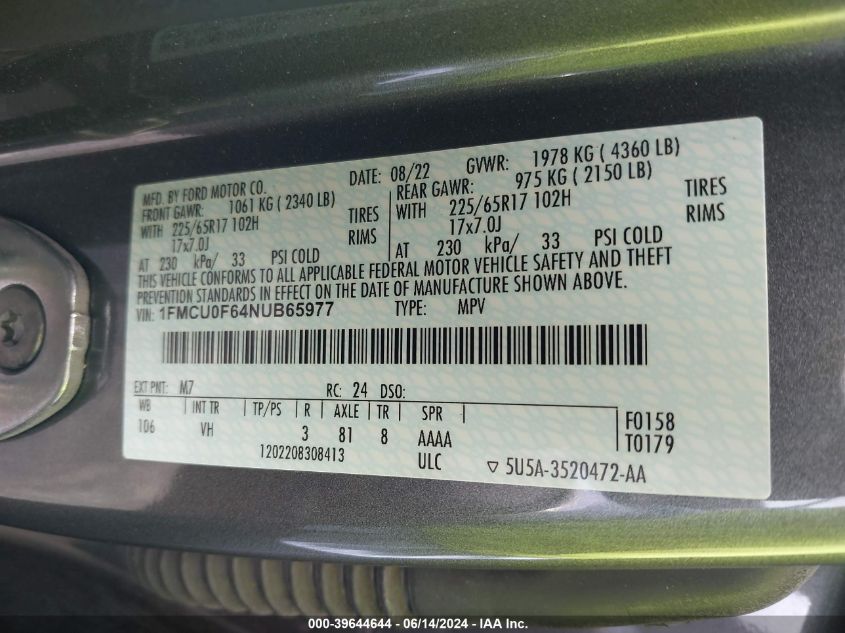 MFD. BY FORD MOTOR CO. DATE: 08/22 GVWR: 1978 KG ( 4360 LB)
FRONT GAWR: 1061 KG ( 2340 LB) REAR GAWR: 975 KG ( 2150 LB)
WITH 225/65R17 102H TIRES WITH 225/65R17 102H TIRES
17x7.0J RIMS 17x7.0J RIMS
AT 230 kPa/ 33 PSI COLD AT 230 kPa/ 33 PSI COLD
THIS VEHICLE CONFORMS TO ALL APPLICABLE FEDERAL MOTOR VEHICLE SAFETY AND THEFT
PREVENTION STANDARDS IN EFFECT ON THE DATE OF MANUFACTURE SHOWN ABOVE.
VIN: 1FMCU0F64NUB65977 TYPE: MPV
EXT PNT: M7 RC: 24 DSO:
WB INT TR TP/PS R AXLE TR SPR F0158
106 VH 3 81 8 AAAA T0179
1202208308413 ULC 5U5A-3520472-AA
000-39644644 / 06/14/2024 - IAA Inc.